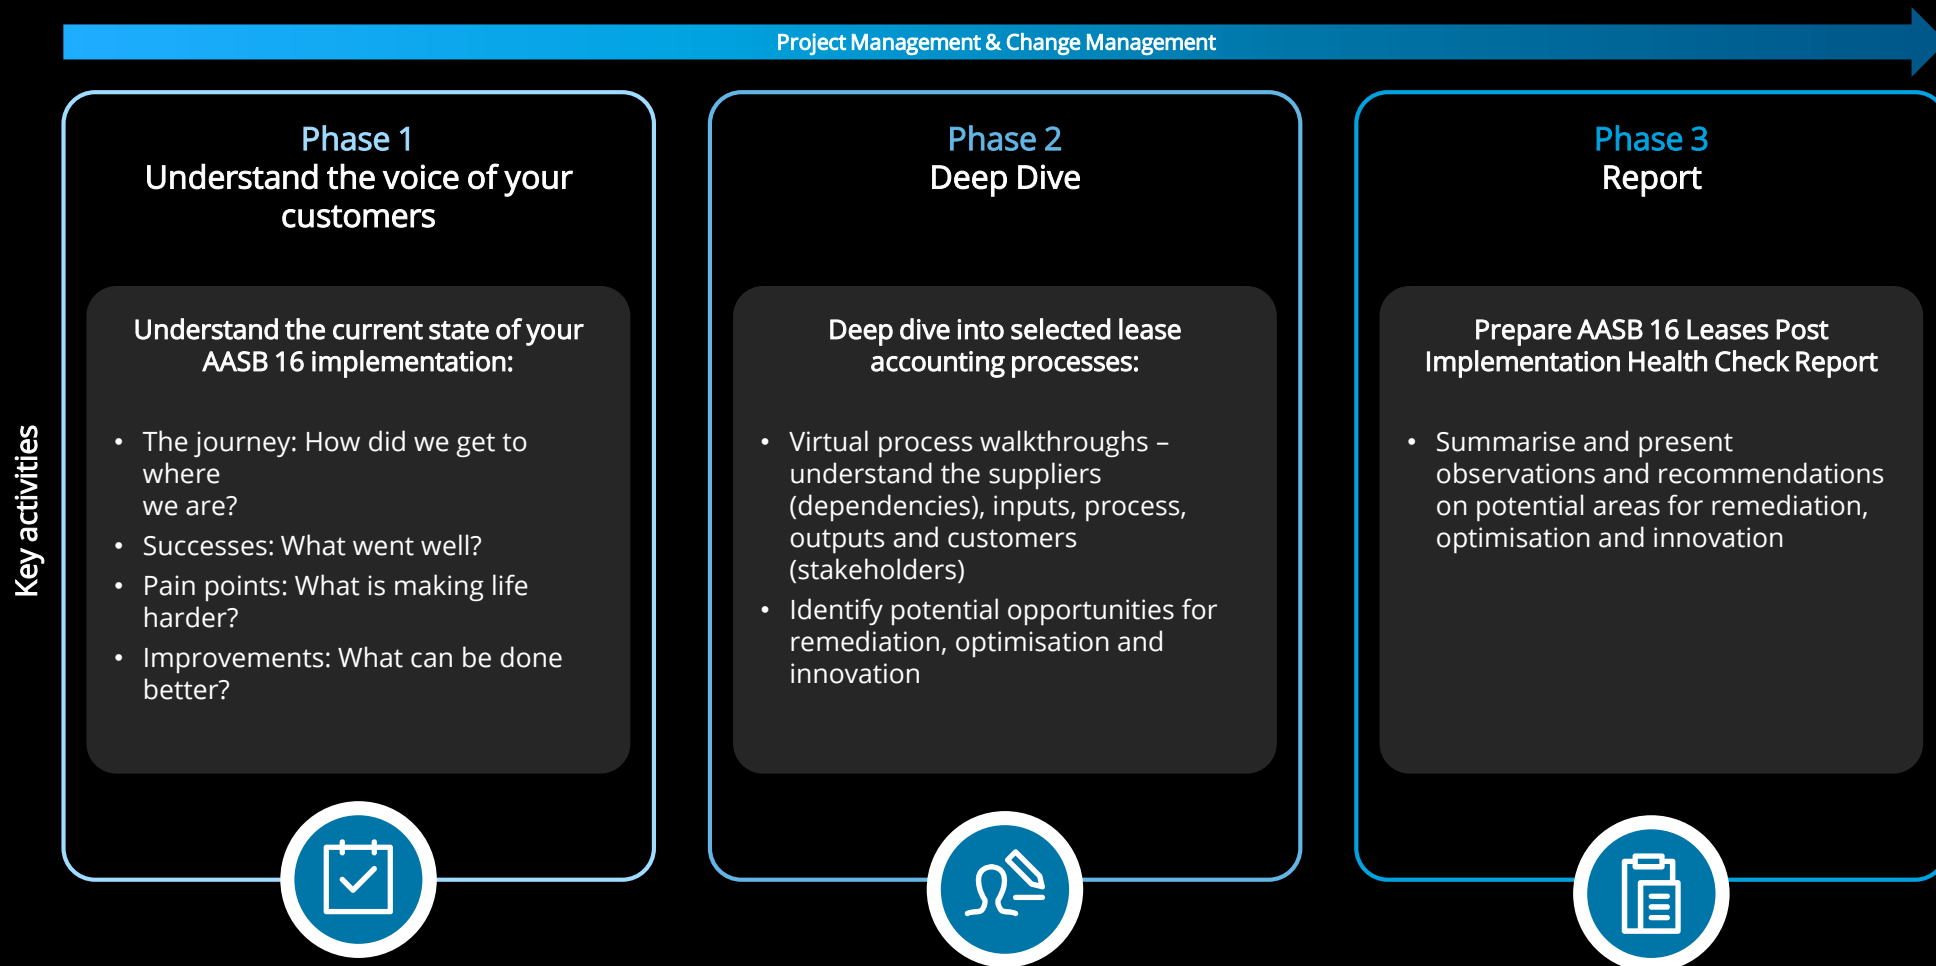 Project Management & Change Management
Key activities
Phase 1
Understand the voice of your
customers
Understand the current state of your
AASB 16 implementation:
• The journey: How did we get to
where
we are?
• Successes: What went well?
• Pain points: What is making life
harder?
• Improvements: What can be done
better?
Phase 2
Deep Dive
Deep dive into selected lease
accounting processes:
• Virtual process walkthroughs –
understand the suppliers
(dependencies), inputs, process,
outputs and customers
(stakeholders)
• Identify potential opportunities for
remediation, optimisation and
innovation
Phase 3
Report
Prepare AASB 16 Leases Post
Implementation Health Check Report
• Summarise and present
observations and recommendations
on potential areas for remediation,
optimisation and innovation